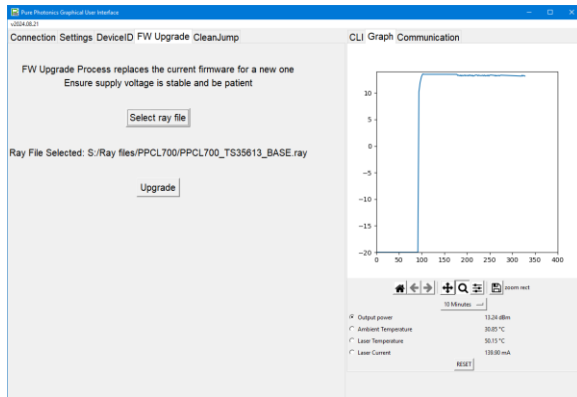 Pure Photonics Graphical User Interface
v2024.08.21
Connection Settings DeviceID FW Upgrade CleanJump
FW Upgrade Process replaces the current firmware for a new one
Ensure supply voltage is stable and be patient
Select ray file
Ray File Selected: S:/Ray files/PPCL700/PPCL700_TS35613_BASE.ray
Upgrade
CLI Graph Communication
10
5
0
−5
−10
−15
−20
0 50 100 150 200 250 300 350 400
zoom rect
10 Minutes
Output power 13.24 dBm
Ambient Temperature 30.05 °C
Laser Temperature 50.15 °C
Laser Current 139.90 mA
RESET